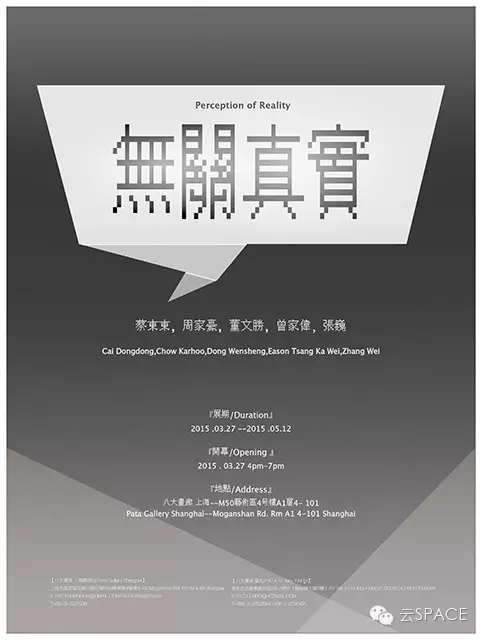 Perception of Reality
無關真實
蔡東東, 周家豪, 董文勝, 曾家偉, 張巍
Cai Dongdong,Chow Karhoo,Dong Wensheng,Eason Tsang Ka Wei,Zhang Wei
『展期/Duration』
2015 .03.27 --2015 .05.12
『開幕/Opening 』
2015 . 03.27 4pm-7pm
『地點/Address』
八大畫廊 上海--M50藝術區4号樓A1層4- 101
Pata Gallery Shanghai--Moganshan Rd. Rm A1 4-101 Shanghai
云SPACE